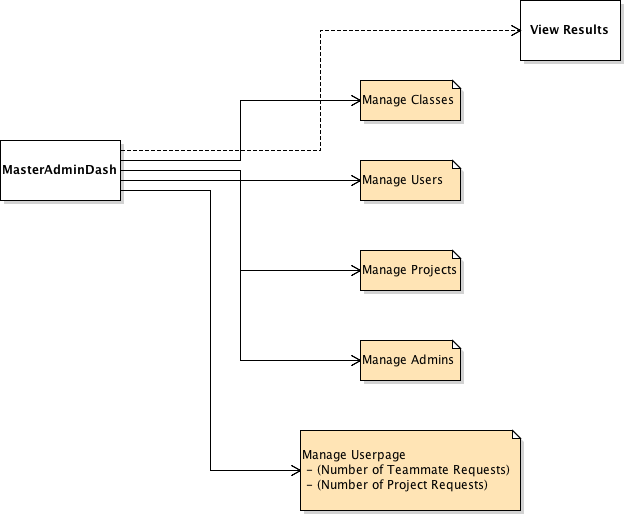 View Results
Manage Classes
MasterAdminDash
Manage Users
Manage Projects
Manage Admins
Manage Userpage
- (Number of Teammate Requests)
- (Number of Project Requests)